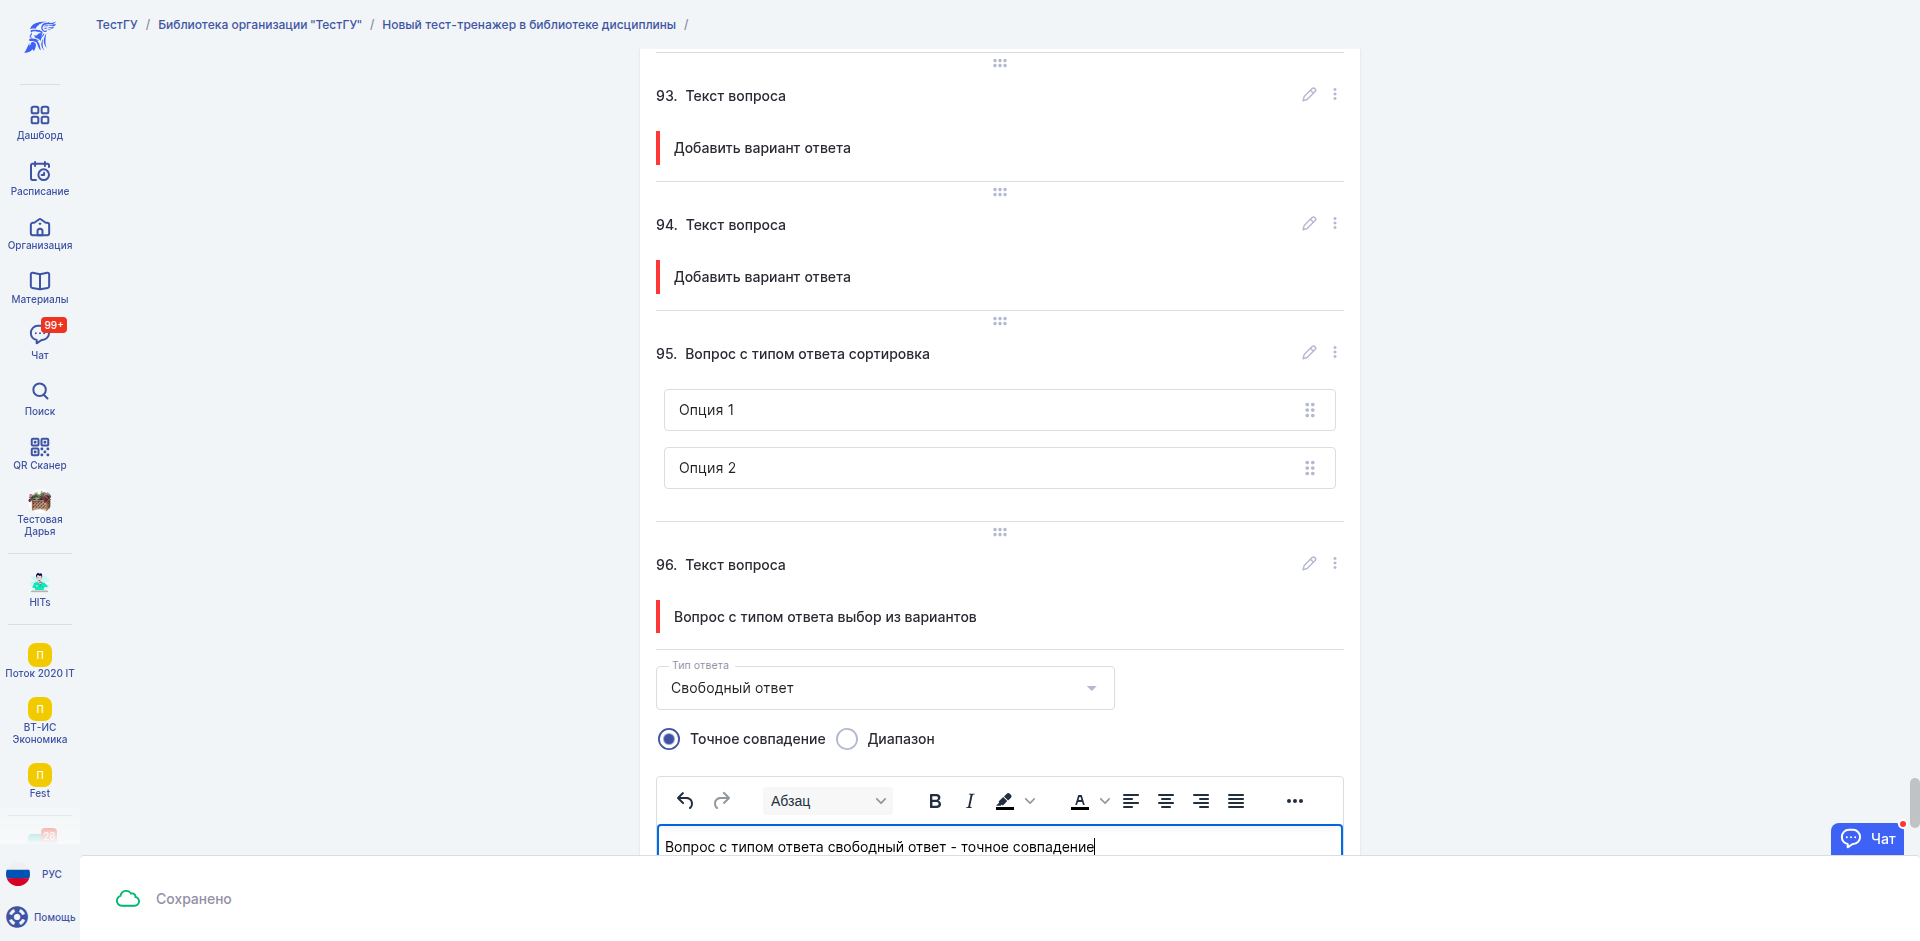 ТестГУ / Библиотека организации "ТестГУ" / Новый тест-тренажер в библиотеке дисциплины /
Дашборд
Расписание
Организация
Материалы
99+
Чат
Поиск
QR Сканер
Тестовая
Дарья
HITs
П
Поток 2020 IT
П
ВТ-ИС
Экономика
П
Fest
28
РУС
Помощь
93. Текст вопроса
Добавить вариант ответа
94. Текст вопроса
Добавить вариант ответа
95. Вопрос с типом ответа сортировка
Опция 1
Опция 2
96. Текст вопроса
Вопрос с типом ответа выбор из вариантов
Тип ответа
Свободный ответ
Точное совпадение Диапазон
Абзац B I A
Вопрос с типом ответа свободный ответ - точное совпадение
Чат
Сохранено